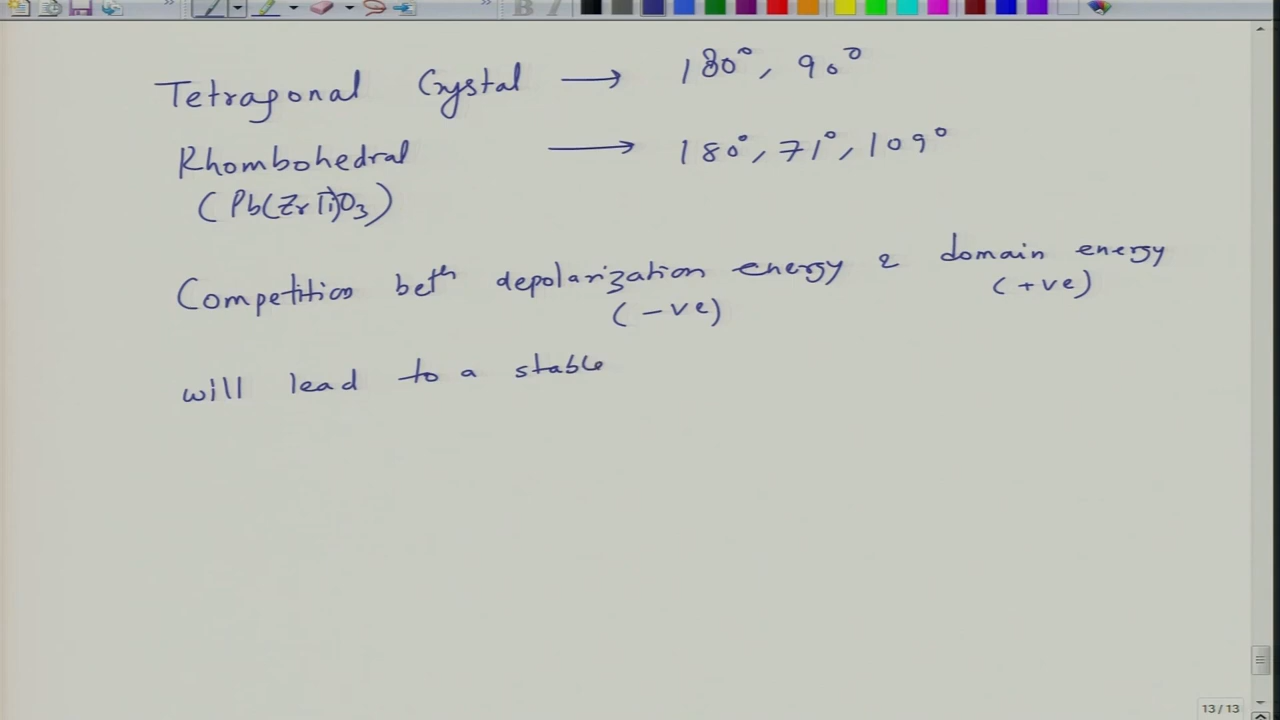 Tetragonal Crystal → 180°, 90°
Rhombohedral → 180°, 71°, 109°
(Pb(ZrTi)O3)
Competition betⁿ depolarization energy & domain energy
(-ve) (+ve)
will lead to a stable
13 / 13